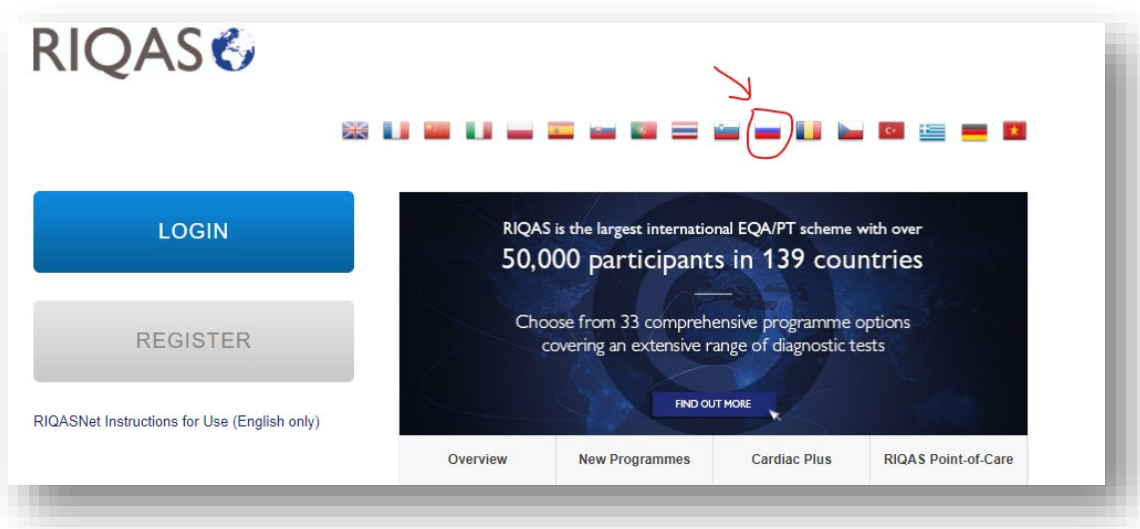 RIQAS
LOGIN
REGISTER
RIQASNet Instructions for Use (English only)
RIQAS is the largest international EQA/PT scheme with over
50,000 participants in 139 countries
Choose from 33 comprehensive programme options
covering an extensive range of diagnostic tests
FIND OUT MORE
Overview New Programmes Cardiac Plus RIQAS Point-of-Care